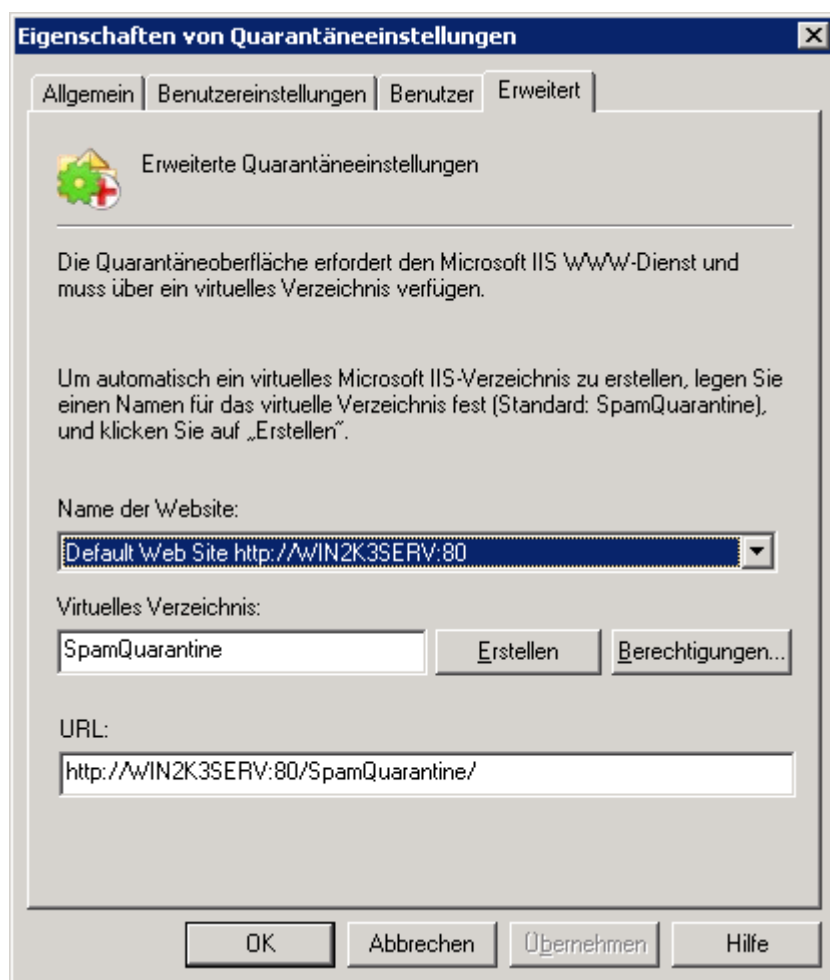 Eigenschaften von Quarantäneeinstellungen
Allgemein Benutzereinstellungen Benutzer Erweitert
Erweiterte Quarantäneeinstellungen
Die Quarantäneoberfläche erfordert den Microsoft IIS WWW-Dienst und
muss über ein virtuelles Verzeichnis verfügen.
Um automatisch ein virtuelles Microsoft IIS-Verzeichnis zu erstellen, legen Sie
einen Namen für das virtuelle Verzeichnis fest (Standard: SpamQuarantine),
und klicken Sie auf „Erstellen“.
Name der Website:
Default Web Site http://WIN2K3SERV:80
Virtuelles Verzeichnis:
SpamQuarantine Erstellen Berechtigungen...
URL:
http://WIN2K3SERV:80/SpamQuarantine/
OK Abbrechen Übernehmen Hilfe